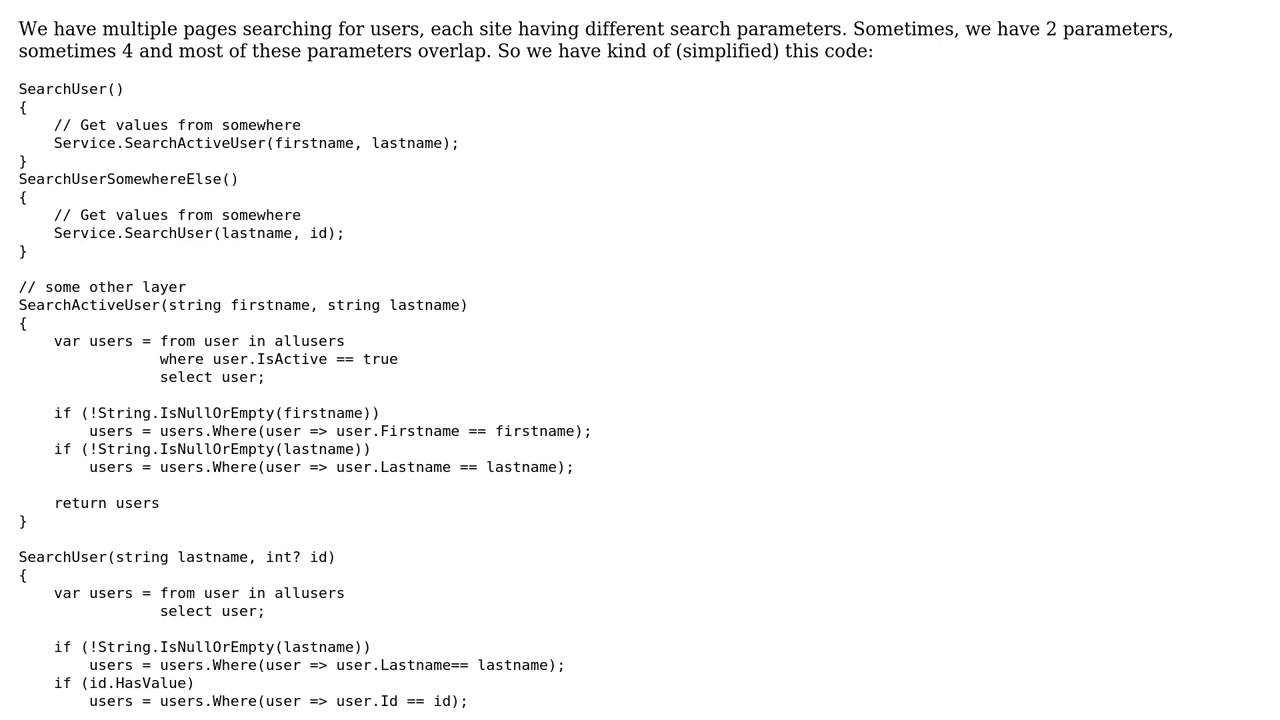 We have multiple pages searching for users, each site having different search parameters. Sometimes, we have 2 parameters,
sometimes 4 and most of these parameters overlap. So we have kind of (simplified) this code:

SearchUser()
{
    // Get values from somewhere
    Service.SearchActiveUser(firstname, lastname);
}
SearchUserSomewhereElse()
{
    // Get values from somewhere
    Service.SearchUser(lastname, id);
}

// some other layer
SearchActiveUser(string firstname, string lastname)
{
    var users = from user in allusers
                where user.IsActive == true
                select user;

    if (!String.IsNullOrEmpty(firstname))
        users = users.Where(user => user.Firstname == firstname);
    if (!String.IsNullOrEmpty(lastname))
        users = users.Where(user => user.Lastname == lastname);

    return users
}

SearchUser(string lastname, int? id)
{
    var users = from user in allusers
                select user;

    if (!String.IsNullOrEmpty(lastname))
        users = users.Where(user => user.Lastname== lastname);
    if (id.HasValue)
        users = users.Where(user => user.Id == id);